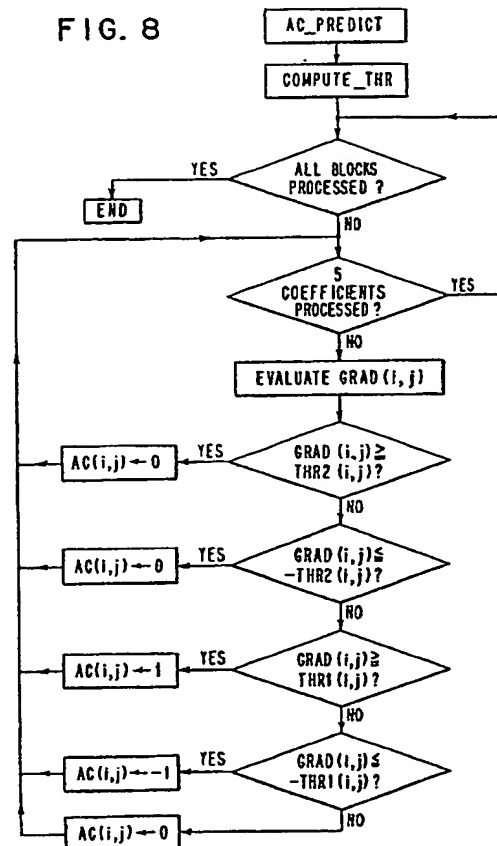 FIG. 8
AC_PREDICT
COMPUTE_THR
ALL BLOCKS
PROCESSED ?
YES
END
NO
5
COEFFICIENTS
PROCESSED ?
YES
NO
EVALUATE GRAD(i,j)
GRAD (i,j)≧
THR2 (i,j)?
YES
AC(i,j)←0
NO
GRAD (i,j)≦
-THR2(i,j)?
YES
AC(i,j)←0
NO
GRAD(i,j)≧
THR1(i,j)?
YES
AC(i,j)←1
NO
GRAD(i,j)≦
-THR1(i,j)?
YES
AC(i,j)←-1
NO
AC(i,j)←0